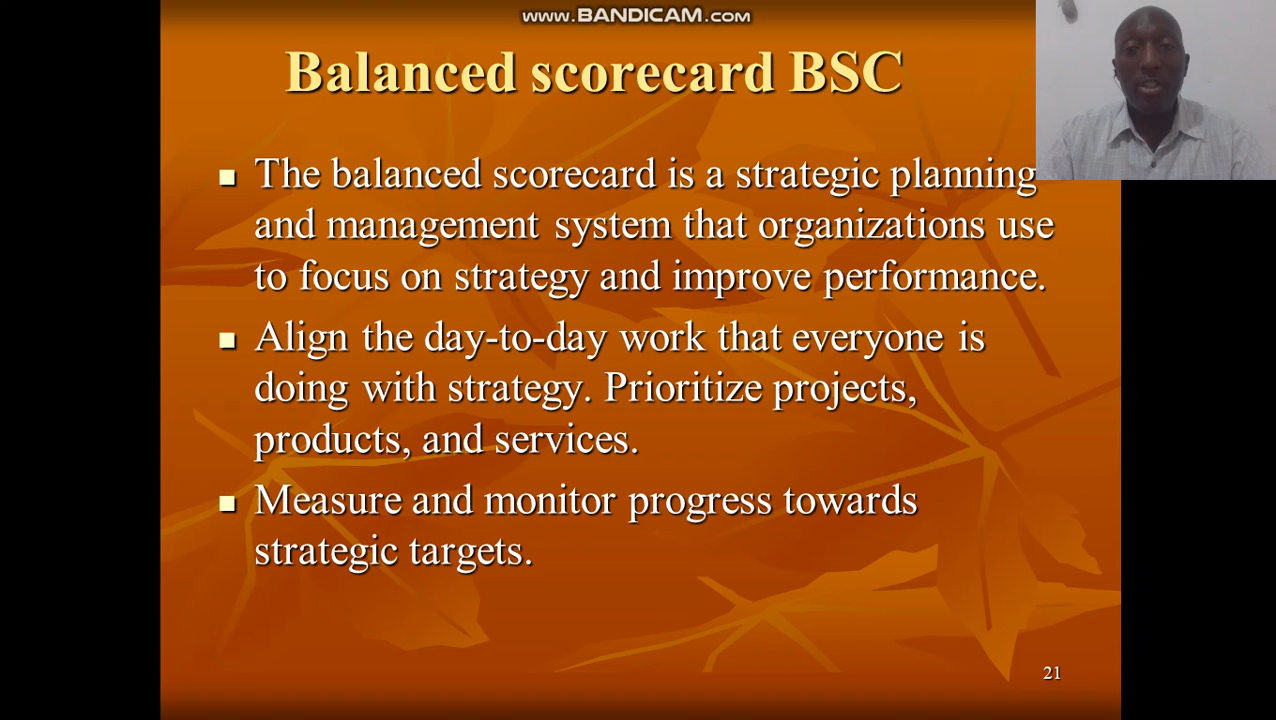 www.BANDICAM.com
Balanced scorecard BSC
The balanced scorecard is a strategic planning
and management system that organizations use
to focus on strategy and improve performance.
Align the day-to-day work that everyone is
doing with strategy. Prioritize projects,
products, and services.
Measure and monitor progress towards
strategic targets.
21